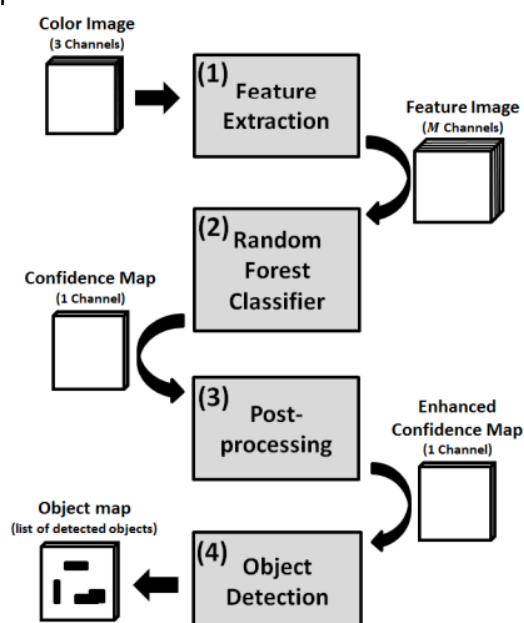 Color Image
(3 Channels)
(1)
Feature
Extraction
Feature Image
(M Channels)
(2)
Random
Forest
Classifier
Confidence Map
(1 Channel)
(3)
Post-
processing
Enhanced
Confidence Map
(1 Channel)
Object map
(list of detected objects)
(4)
Object
Detection